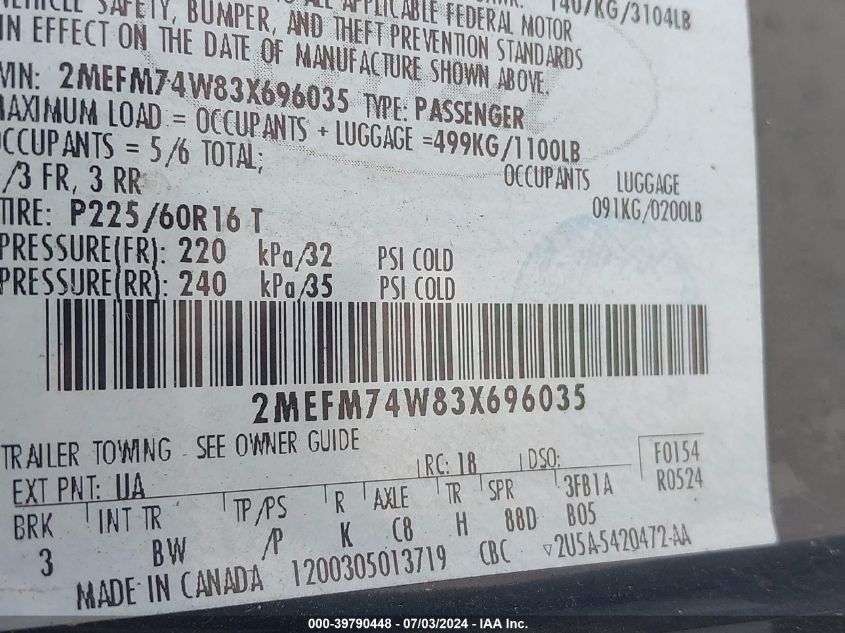 1407KG/3104LB
SAFETY, BUMPER, AND THEFT PREVENTION STANDARDS
ALL APPLICABLE FEDERAL MOTOR
IN EFFECT ON THE DATE OF MANUFACTURE SHOWN ABOVE.
VIN: 2MEFM74W83X696035 TYPE: PASSENGER
MAXIMUM LOAD = OCCUPANTS + LUGGAGE =499KG/1100LB
OCCUPANTS = 5/6 TOTAL; OCCUPANTS LUGGAGE
/3 FR, 3 RR 091KG/0200LB
TIRE: P225/60R16 T
PRESSURE(FR): 220 kPa/32 PSI COLD
PRESSURE(RR): 240 kPa/35 PSI COLD
2MEFM74W83X696035
TRAILER TOWING - SEE OWNER GUIDE
EXT PNT: UA RC: 18 DSO: F0154
R0524
BRK INT TR TP/PS R AXLE TR SPR 3FB1A
3 BW /P K C8 H 88D B05
MADE IN CANADA 1200305013719 CBC ▽2U5A-5420472-AA
000-39790448 - 07/03/2024 - IAA Inc.